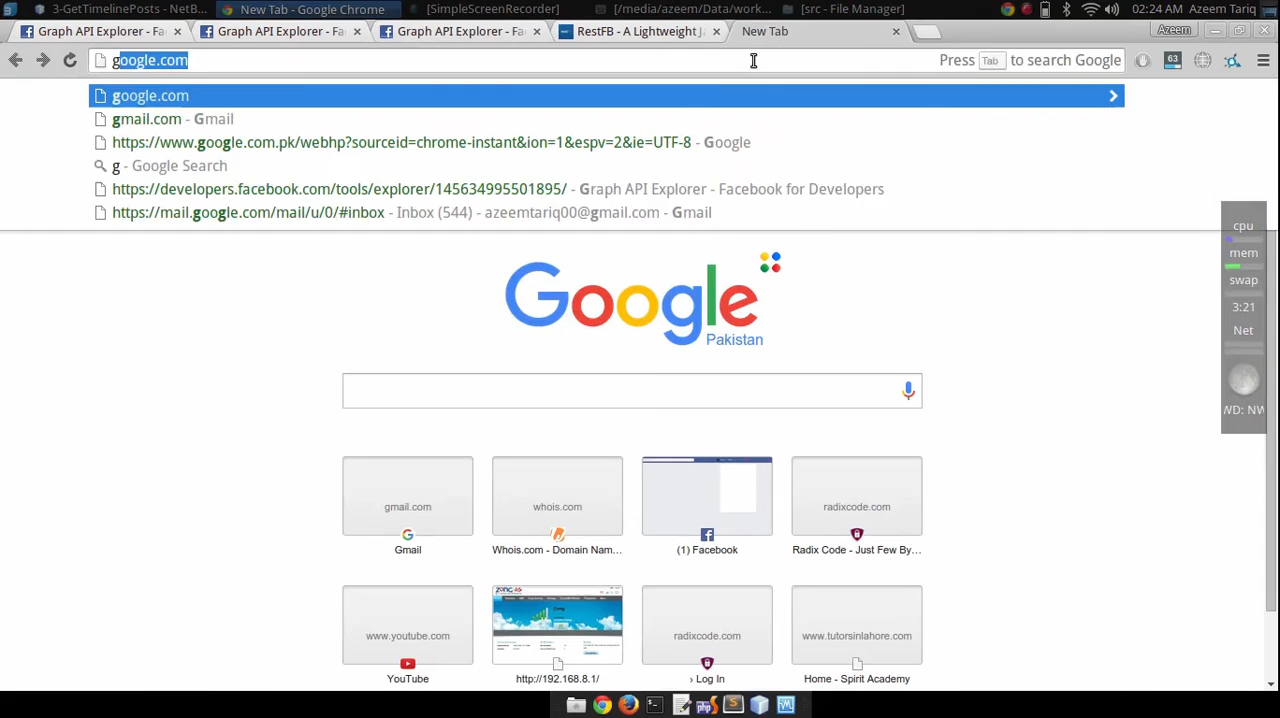 3-GetTimelinePosts - NetB... New Tab - Google Chrome [SimpleScreenRecorder] [/media/azeem/Data/work... [src - File Manager] 02:24 AM Azeem Tariq
Graph API Explorer - Fa Graph API Explorer - Fa Graph API Explorer - Fa RestFB - A Lightweight J New Tab Azeem
google.com Press Tab to search Google 63
google.com
gmail.com - Gmail
https://www.google.com.pk/webhp?sourceid=chrome-instant&ion=1&espv=2&ie=UTF-8 - Google
g - Google Search
https://developers.facebook.com/tools/explorer/145634995501895/ - Graph API Explorer - Facebook for Developers
https://mail.google.com/mail/u/0/#inbox - Inbox (544) - azeemtariq00@gmail.com - Gmail
cpu
mem
swap
3:21
Net
WD: NW
Google
Pakistan
gmail.com whois.com radixcode.com
Gmail Whois.com - Domain Nam... (1) Facebook Radix Code - Just Few By...
www.youtube.com radixcode.com www.tutorsinlahore.com
YouTube http://192.168.8.1/ › Log In Home - Spirit Academy